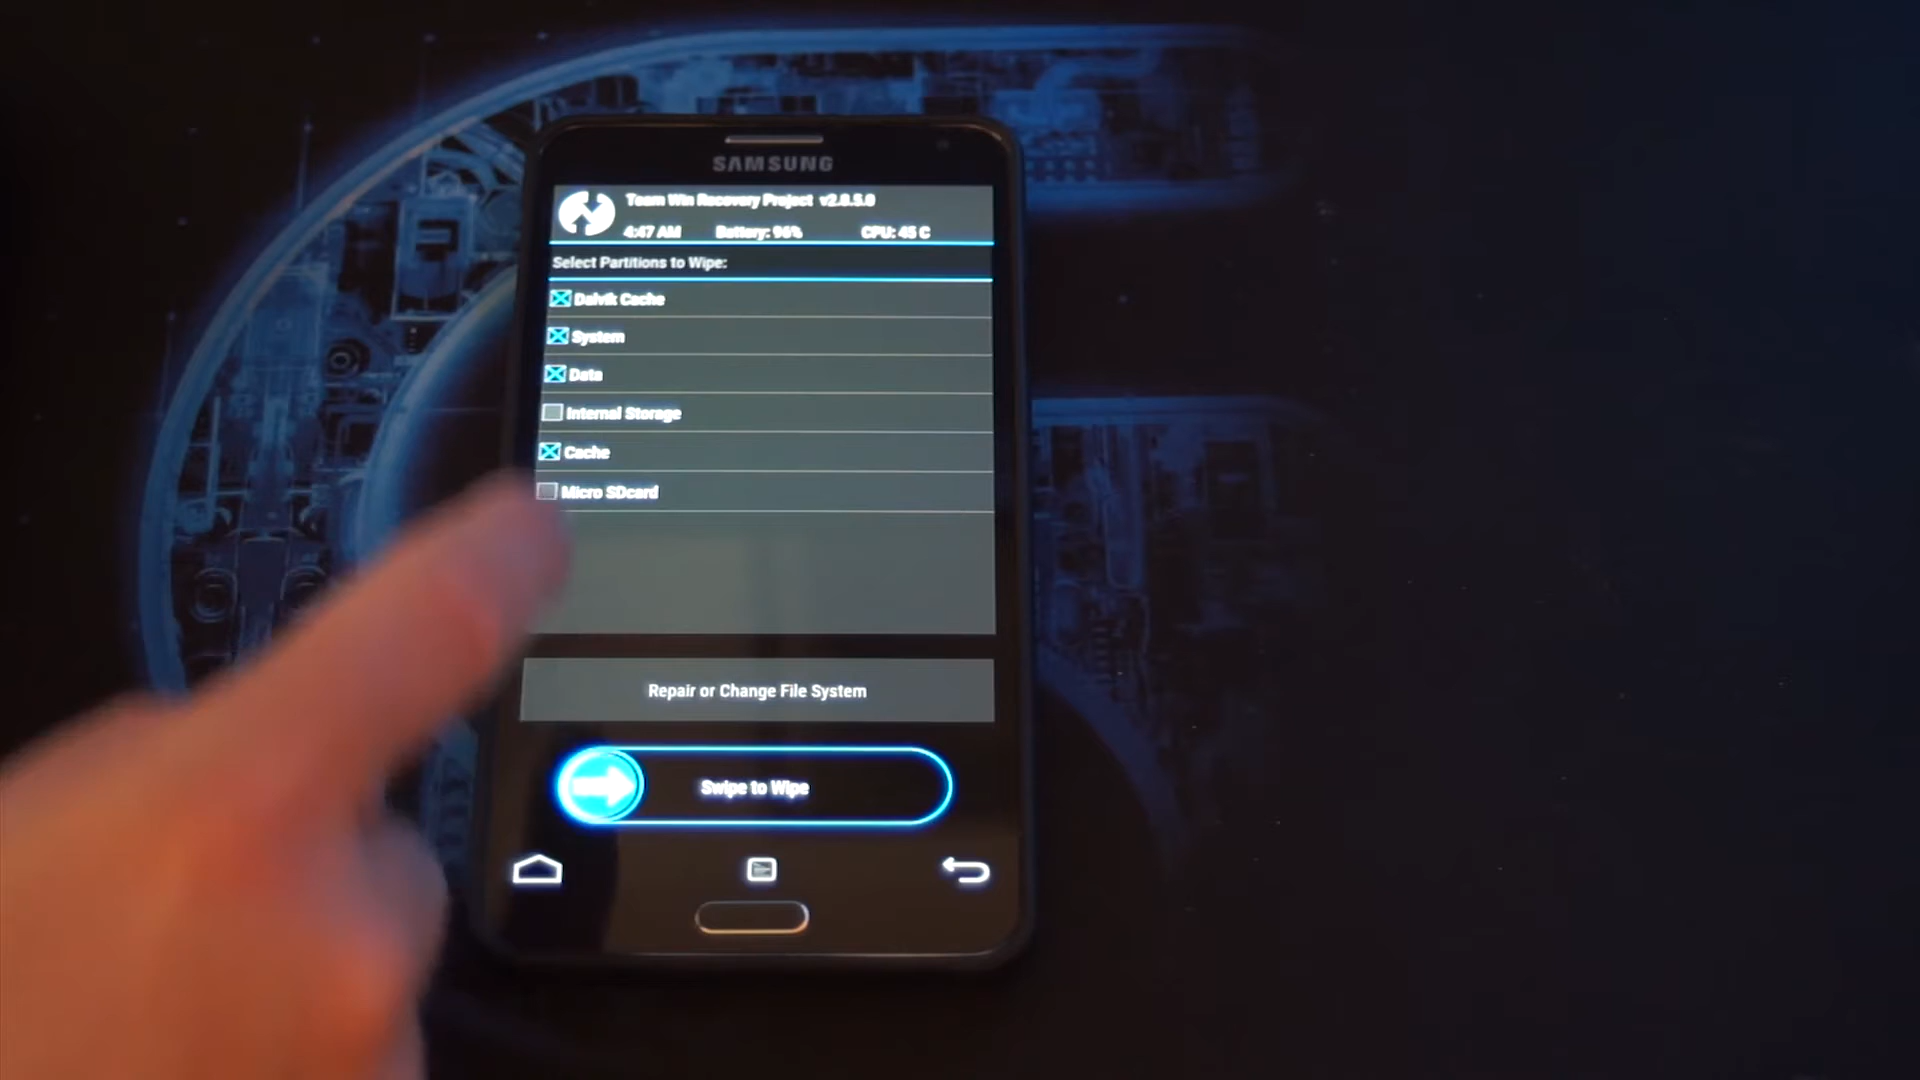 SAMSUNG
Team Win Recovery Project v2.8.5.0
4:47 AM Battery: 96% CPU: 45 C
Select Partitions to Wipe:
Dalvik Cache
System
Data
Internal Storage
Cache
Micro SDcard
Repair or Change File System
Swipe to Wipe